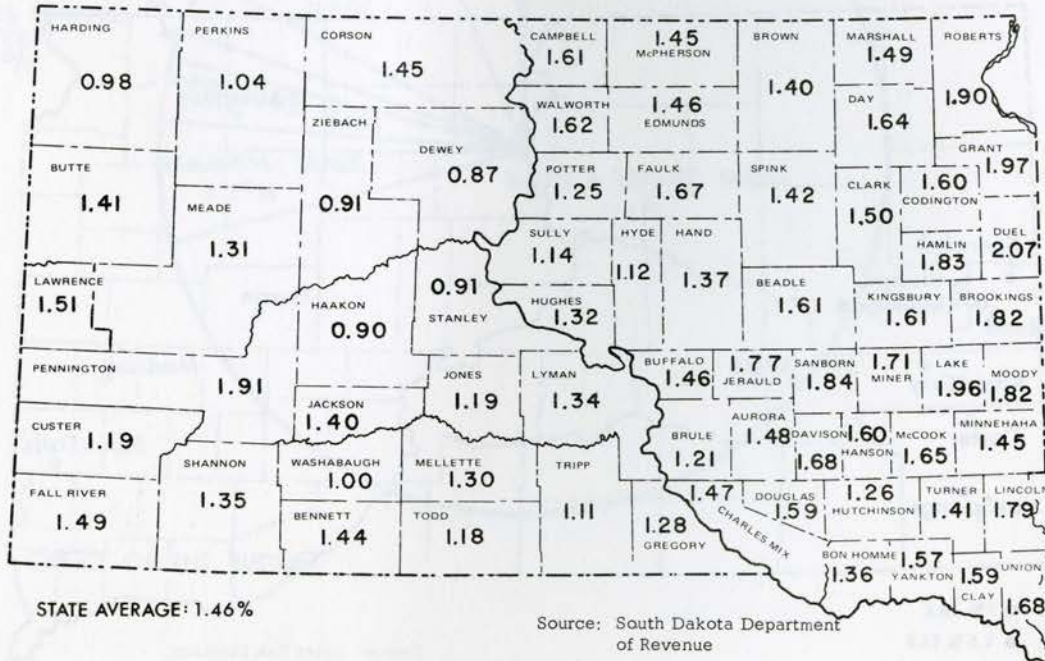 HARDING
0.98
PERKINS
1.04
CORSON
1.45
CAMPBELL
1.61
1.45
McPHERSON
BROWN
1.40
MARSHALL
1.49
ROBERTS
1.90
ZIEBACH
0.91
DEWEY
0.87
WALWORTH
1.62
1.46
EDMUNDS
DAY
1.64
GRANT
1.97
BUTTE
1.41
MEADE
1.31
POTTER
1.25
FAULK
1.67
SPINK
1.42
CLARK
1.50
1.60
CODINGTON
DUEL
2.07
SULLY
1.14
HYDE
1.12
HAND
1.37
HAMLIN
1.83
LAWRENCE
1.51
HAAKON
0.90
0.91
STANLEY
HUGHES
1.32
BEADLE
1.61
KINGSBURY
1.61
BROOKINGS
1.82
PENNINGTON
1.91
JACKSON
1.40
JONES
1.19
LYMAN
1.34
BUFFALO
1.46
1.77
JERAULD
SANBORN
1.84
1.71
MINER
LAKE
1.96
MOODY
1.82
CUSTER
1.19
BRULE
1.21
AURORA
1.48
DAVISON
1.68
1.60
HANSON
McCOOK
1.65
MINNEHAHA
1.45
FALL RIVER
1.49
SHANNON
1.35
WASHABAUGH
1.00
MELLETTE
1.30
TRIPP
1.11
BENNETT
1.44
TODD
1.18
1.28
GREGORY
1.47
CHARLES MIX
DOUGLAS
1.59
1.26
HUTCHINSON
TURNER
1.41
LINCOLN
1.79
BON HOMME
1.36
1.57
YANKTON
1.59
CLAY
UNION
1.68
STATE AVERAGE: 1.46%
Source: South Dakota Department
of Revenue